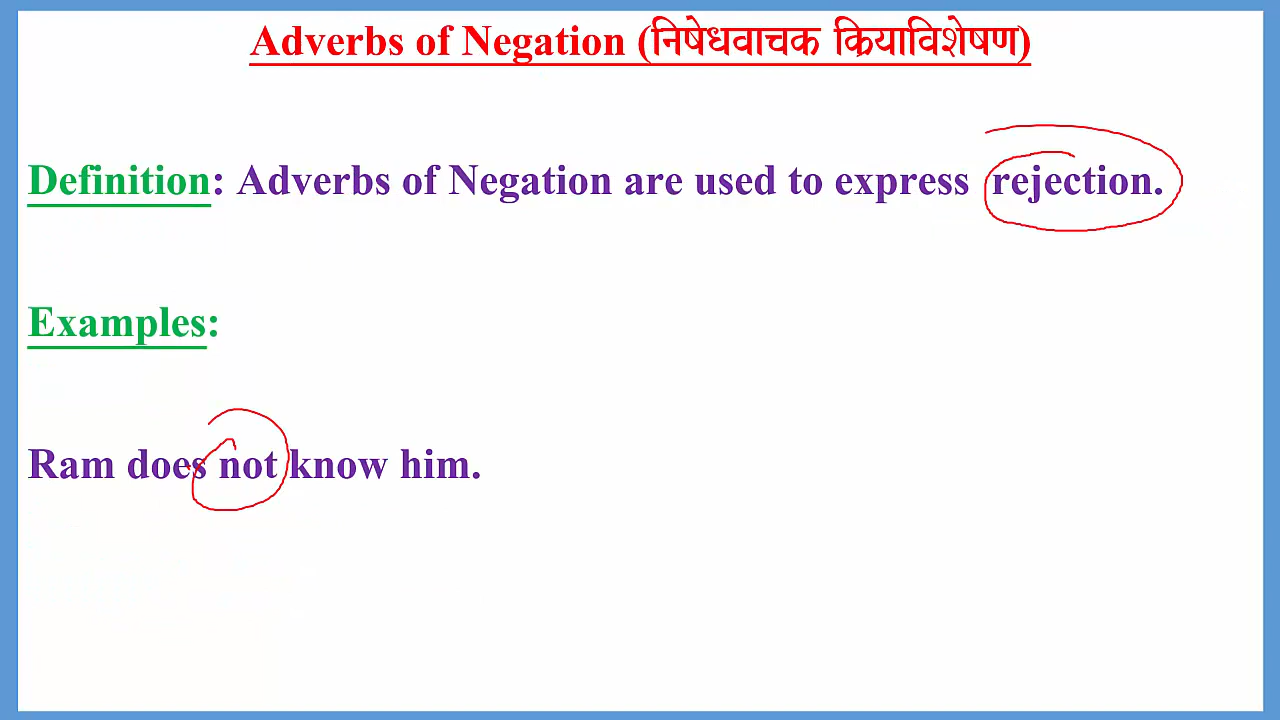 Adverbs of Negation (निषेधवाचक क्रियाविशेषण)
Definition: Adverbs of Negation are used to express rejection.
Examples:
Ram does not know him.